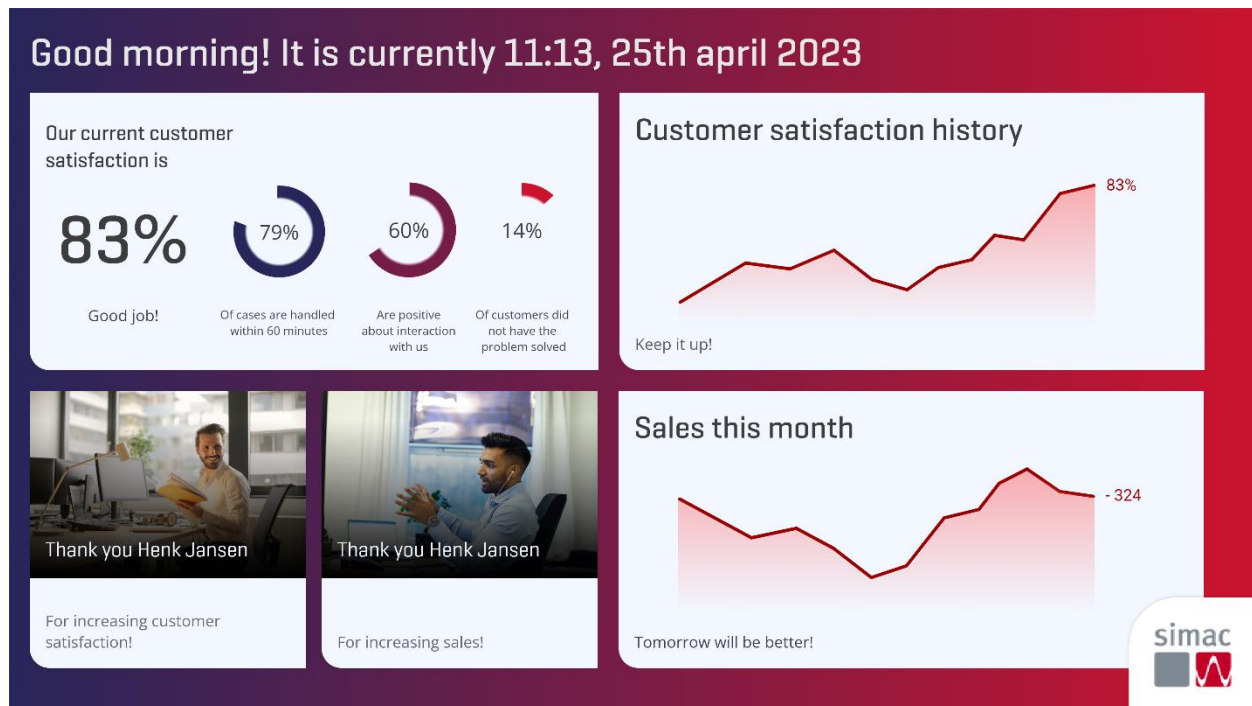 Good morning! It is currently 11:13, 25th april 2023
Our current customer
satisfaction is
83%
Good job!
79%
Of cases are handled
within 60 minutes
60%
Are positive
about interaction
with us
14%
Of customers did
not have the
problem solved
Customer satisfaction history
83%
Keep it up!
Thank you Henk Jansen
For increasing customer
satisfaction!
Thank you Henk Jansen
For increasing sales!
Sales this month
- 324
Tomorrow will be better!
simac